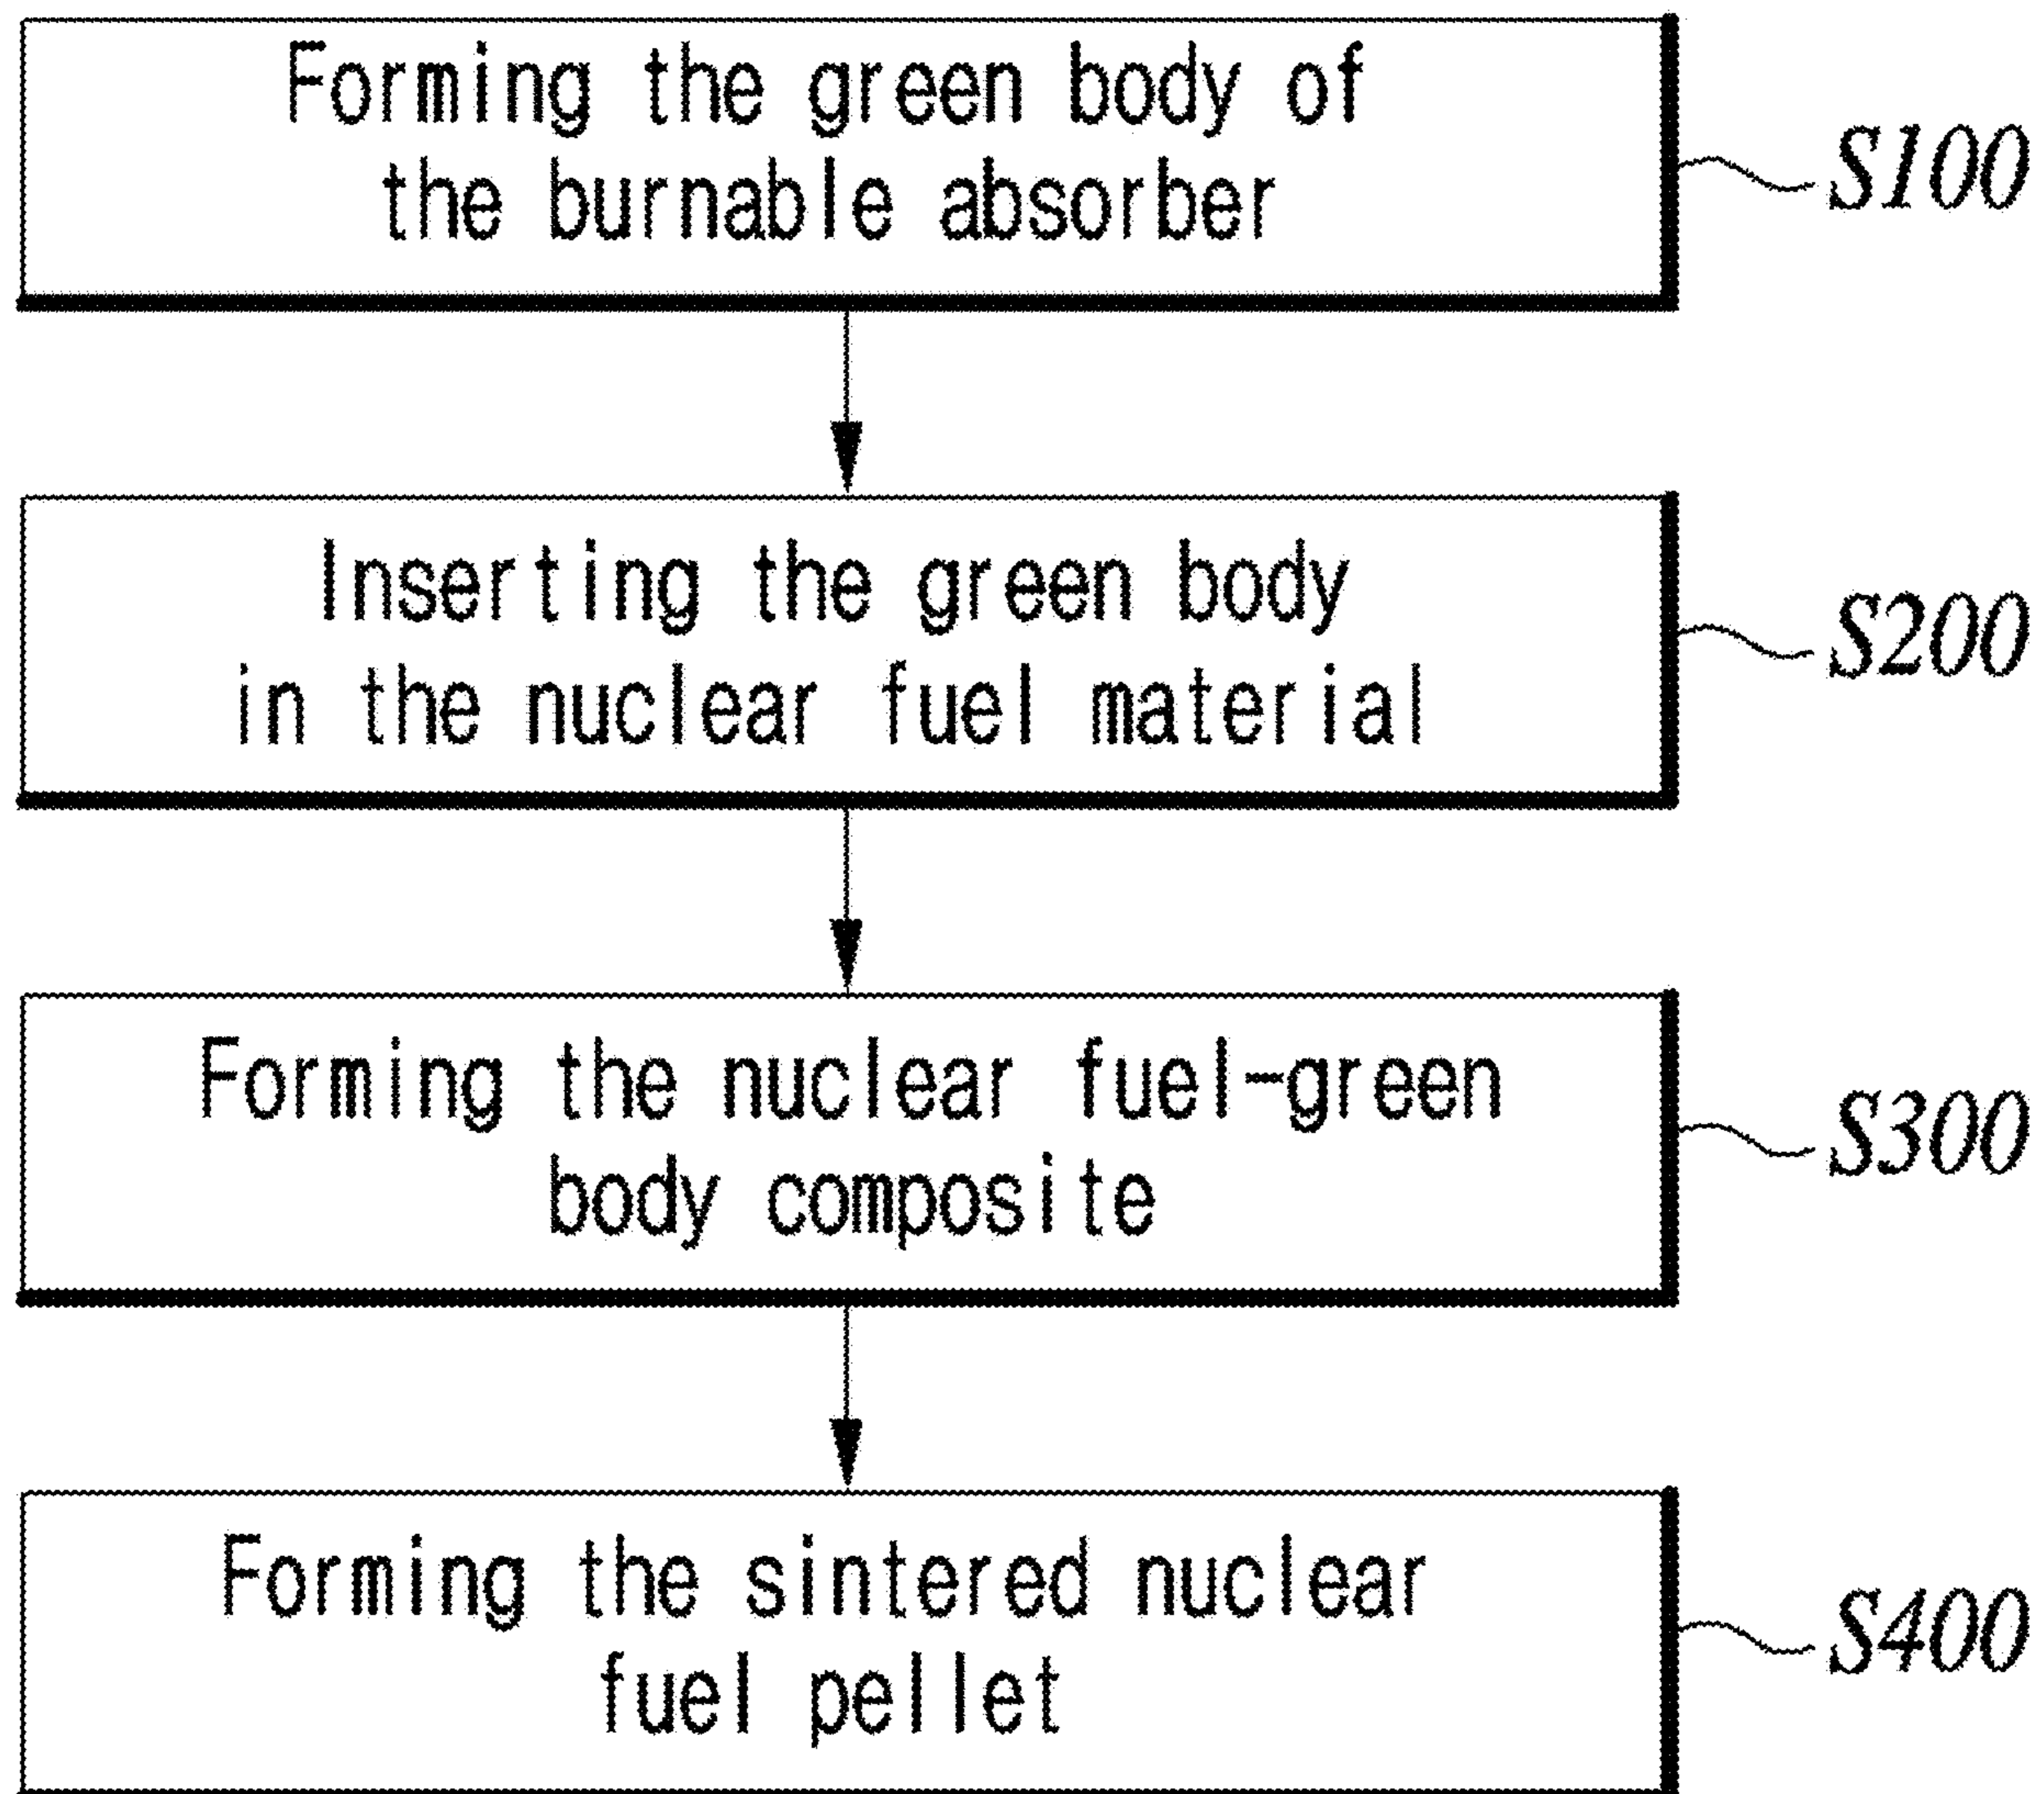 Forming the green body of
the burnable absorber
S100
Inserting the green body
in the nuclear fuel material
S200
Forming the nuclear fuel-green
body composite
S300
Forming the sintered nuclear
fuel pellet
S400